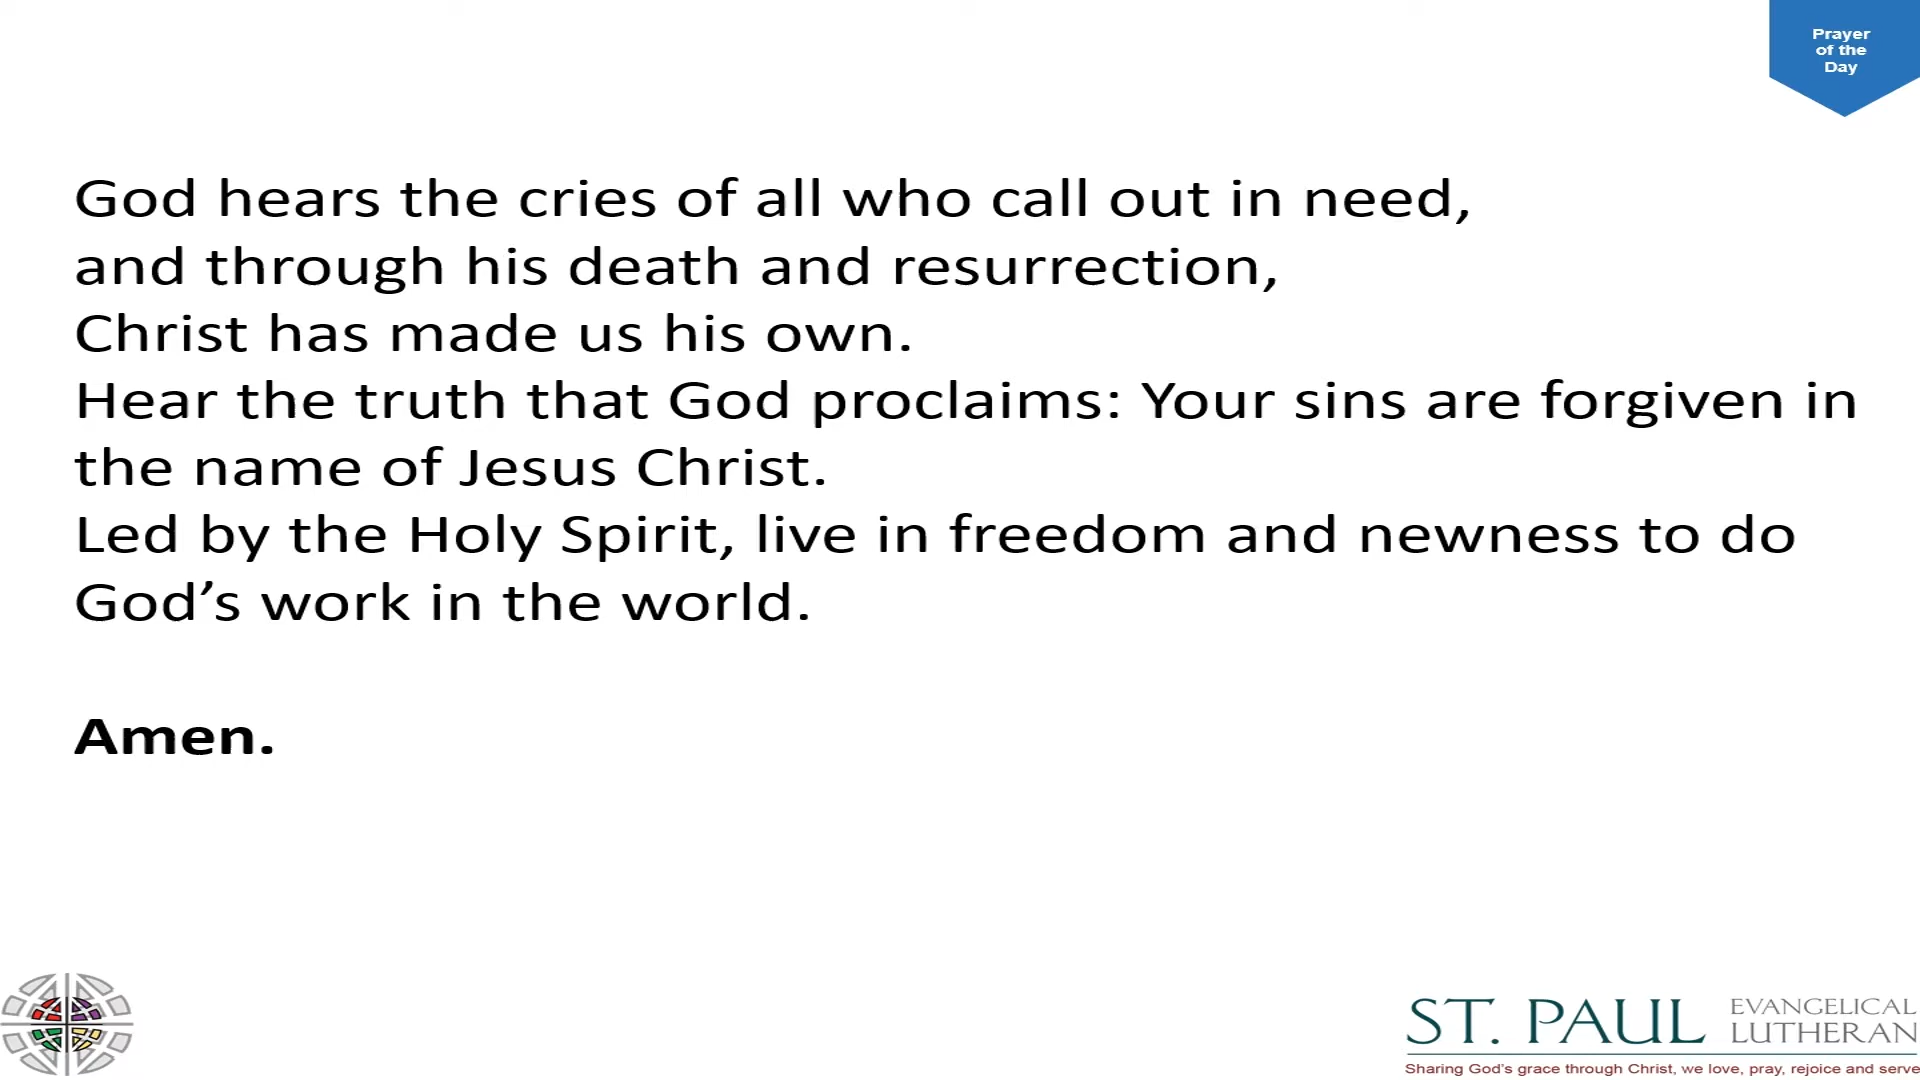 Prayer
of the
Day
God hears the cries of all who call out in need,
and through his death and resurrection,
Christ has made us his own.
Hear the truth that God proclaims: Your sins are forgiven in
the name of Jesus Christ.
Led by the Holy Spirit, live in freedom and newness to do
God’s work in the world.
Amen.
ST. PAUL EVANGELICAL
LUTHERAN
Sharing God's grace through Christ, we love, pray, rejoice and serve